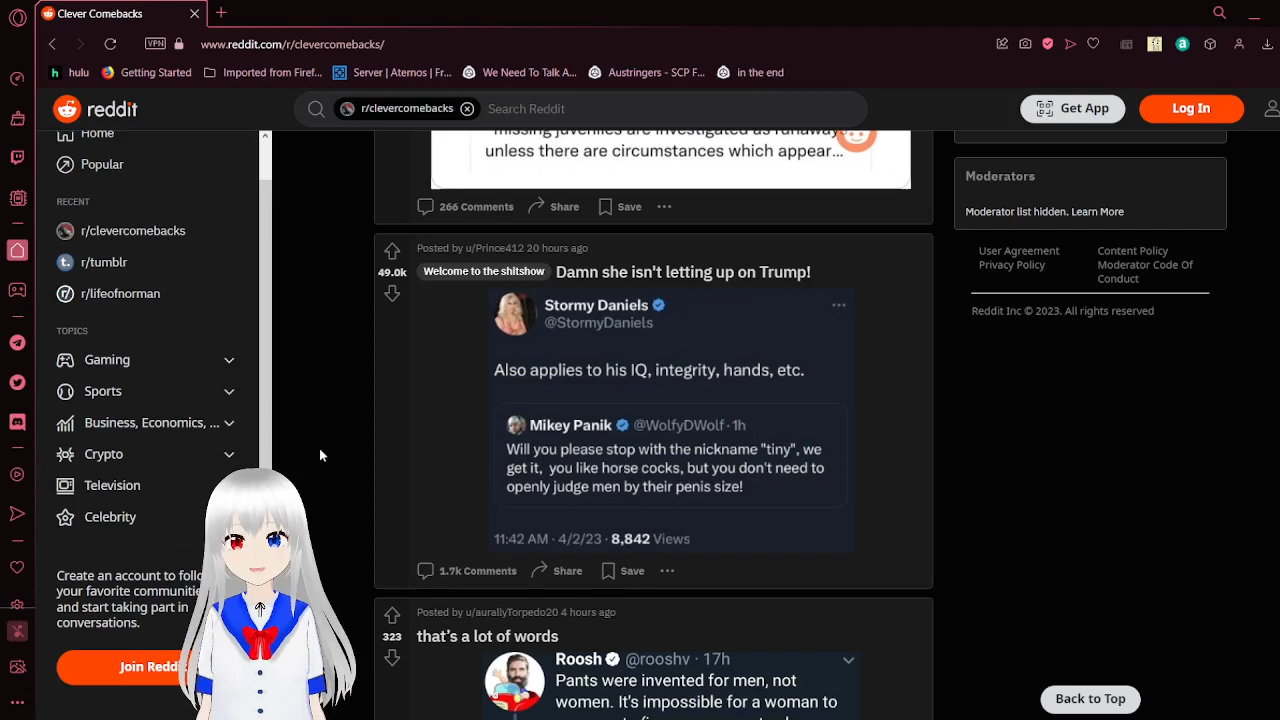 Clever Comebacks
VPN
www.reddit.com/r/clevercomebacks/
hulu
Getting Started
Imported from Firef...
Server | Aternos | Fr...
We Need To Talk A...
Austringers - SCP F...
in the end
reddit
r/clevercomebacks
Search Reddit
Get App
Log In
Home
Popular
RECENT
r/clevercomebacks
r/tumblr
r/lifeofnorman
TOPICS
Gaming
Sports
Business, Economics, ...
Crypto
Television
Celebrity
Create an account to follo
your favorite communitie
and start taking part in
conversations.
Join Reddit
missing juveniles are investigated as runaways
unless there are circumstances which appear...
266 Comments Share Save
Posted by u/Prince412 20 hours ago
49.0k
Welcome to the shitshow Damn she isn't letting up on Trump!
Stormy Daniels
@StormyDaniels
Also applies to his IQ, integrity, hands, etc.
Mikey Panik @WolfyDWolf · 1h
Will you please stop with the nickname "tiny", we
get it, you like horse cocks, but you don't need to
openly judge men by their penis size!
11:42 AM · 4/2/23 · 8,842 Views
1.7k Comments Share Save
Posted by u/aurallyTorpedo20 4 hours ago
323
that's a lot of words
Roosh @rooshv · 17h
Pants were invented for men, not
women. It's impossible for a woman to
Moderators
Moderator list hidden. Learn More
User Agreement
Privacy Policy
Content Policy
Moderator Code Of
Conduct
Reddit Inc © 2023. All rights reserved
Back to Top